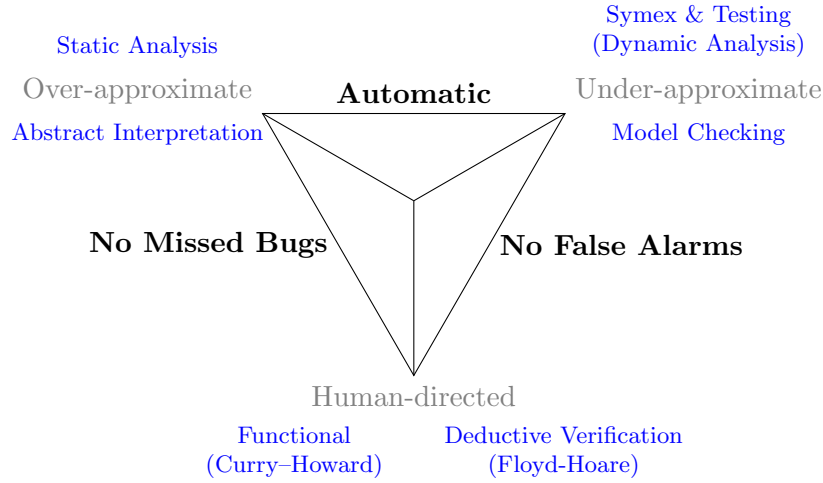 Symex & Testing
(Dynamic Analysis)
Static Analysis
Over-approximate
Automatic
Under-approximate
Abstract Interpretation
Model Checking
No Missed Bugs
No False Alarms
Human-directed
Functional
(Curry–Howard)
Deductive Verification
(Floyd-Hoare)